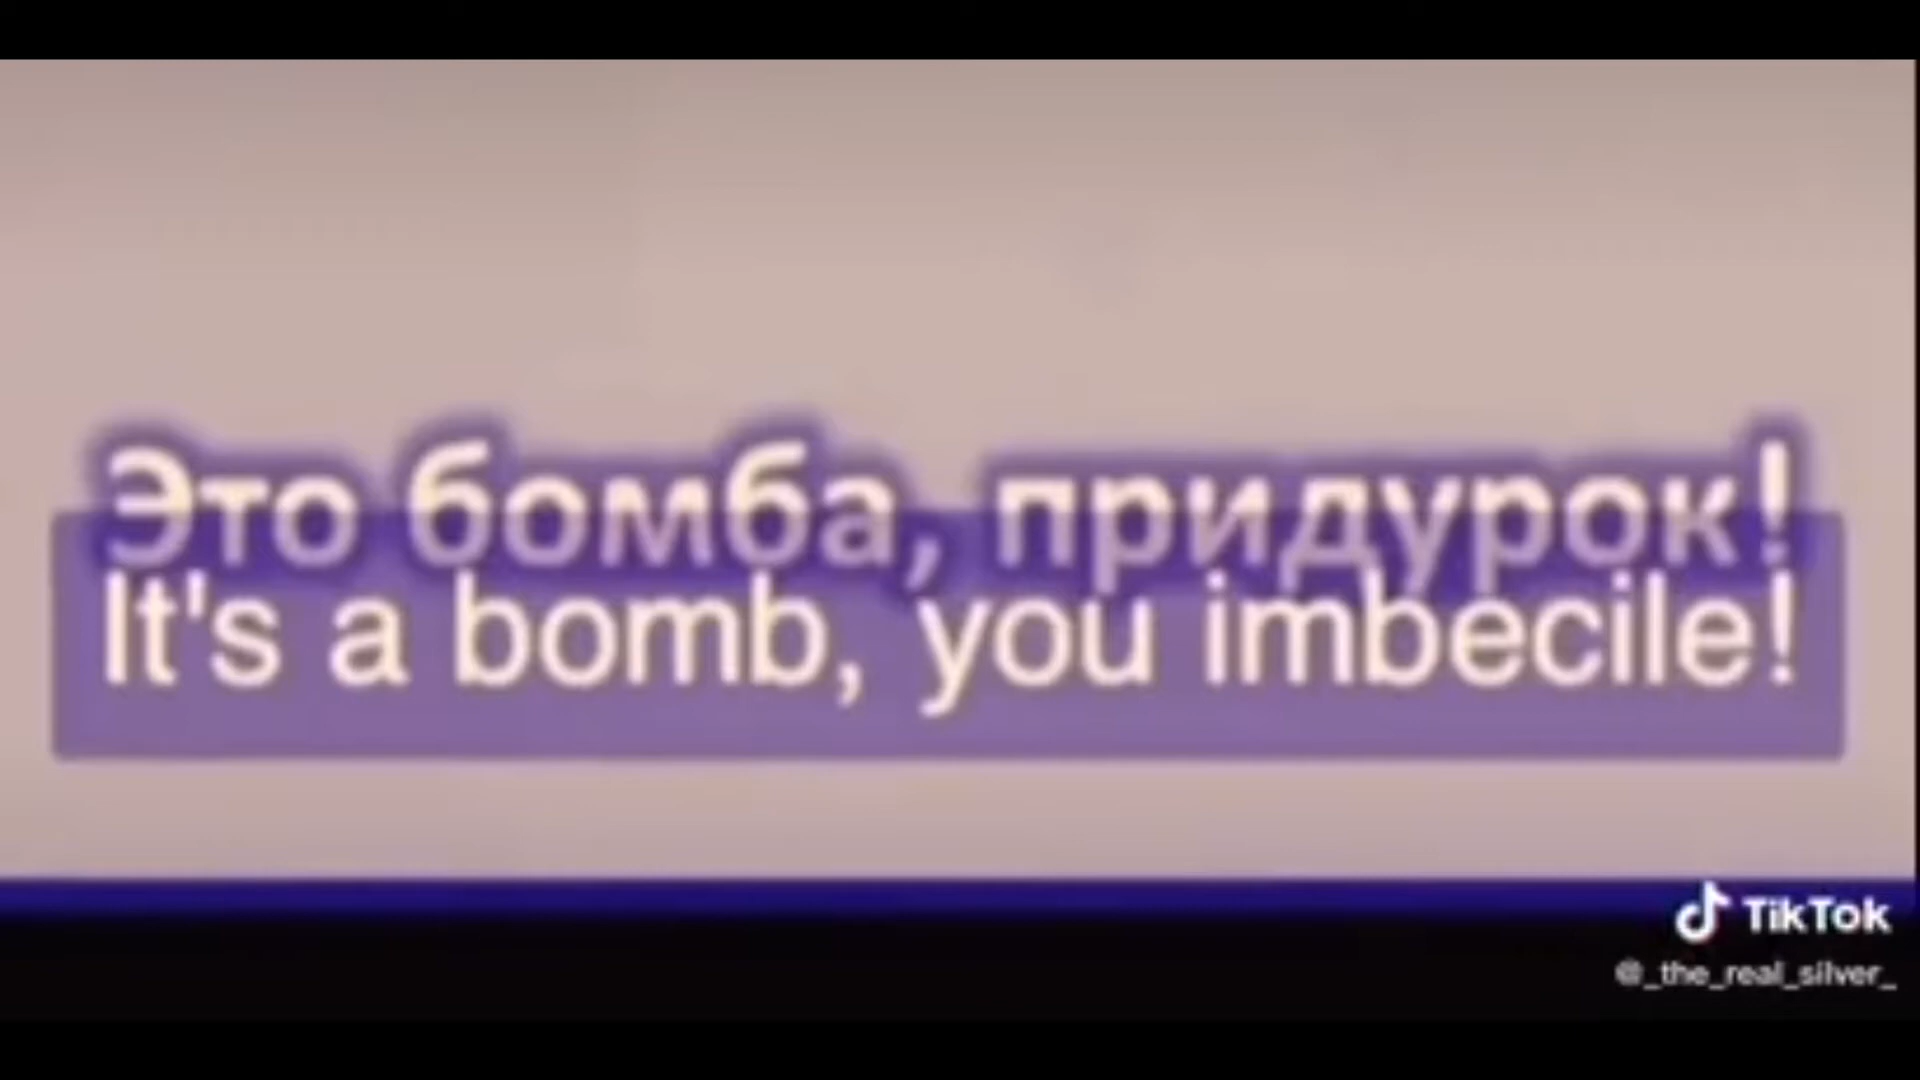 Это бомба, придурок!
It's a bomb, you imbecile!
TikTok
@_the_real_silver_